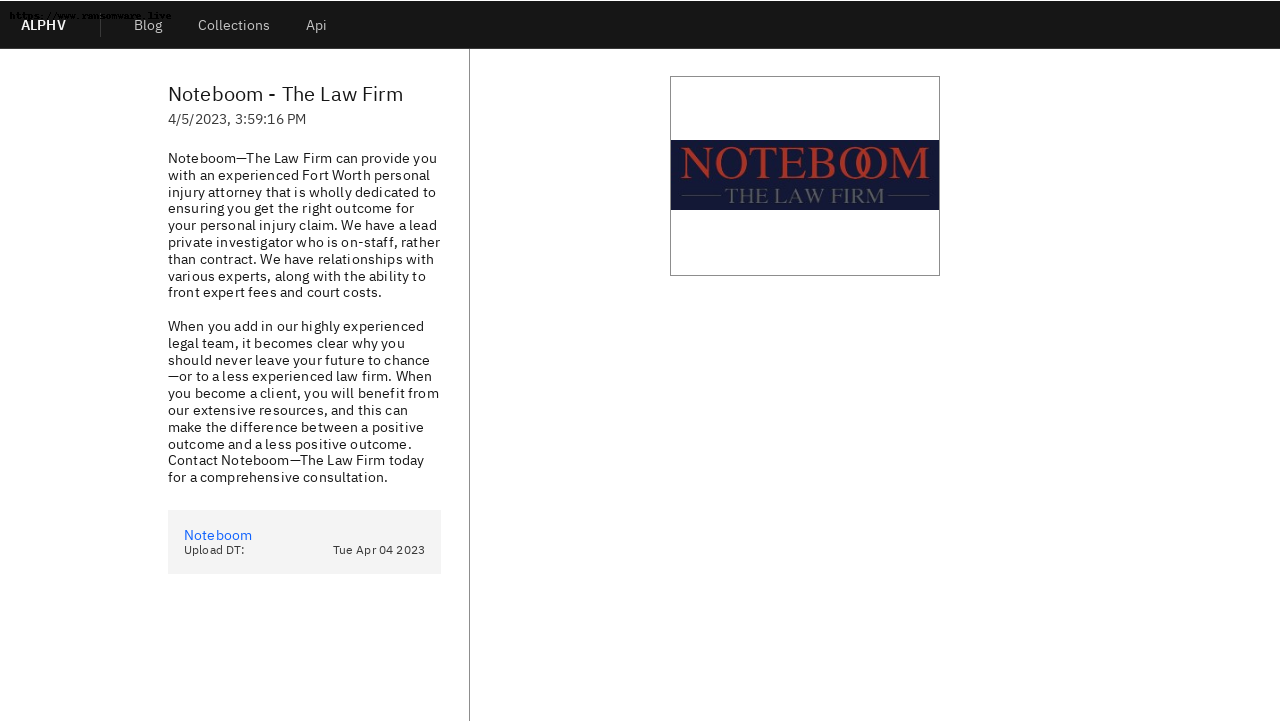 https://www.ransomware.live
ALPHV
Blog
Collections
Api
Noteboom - The Law Firm
4/5/2023, 3:59:16 PM
Noteboom—The Law Firm can provide you
with an experienced Fort Worth personal
injury attorney that is wholly dedicated to
ensuring you get the right outcome for
your personal injury claim. We have a lead
private investigator who is on-staff, rather
than contract. We have relationships with
various experts, along with the ability to
front expert fees and court costs.
When you add in our highly experienced
legal team, it becomes clear why you
should never leave your future to chance
—or to a less experienced law firm. When
you become a client, you will benefit from
our extensive resources, and this can
make the difference between a positive
outcome and a less positive outcome.
Contact Noteboom—The Law Firm today
for a comprehensive consultation.
Noteboom
Upload DT: Tue Apr 04 2023
NOTEBOOM
THE LAW FIRM